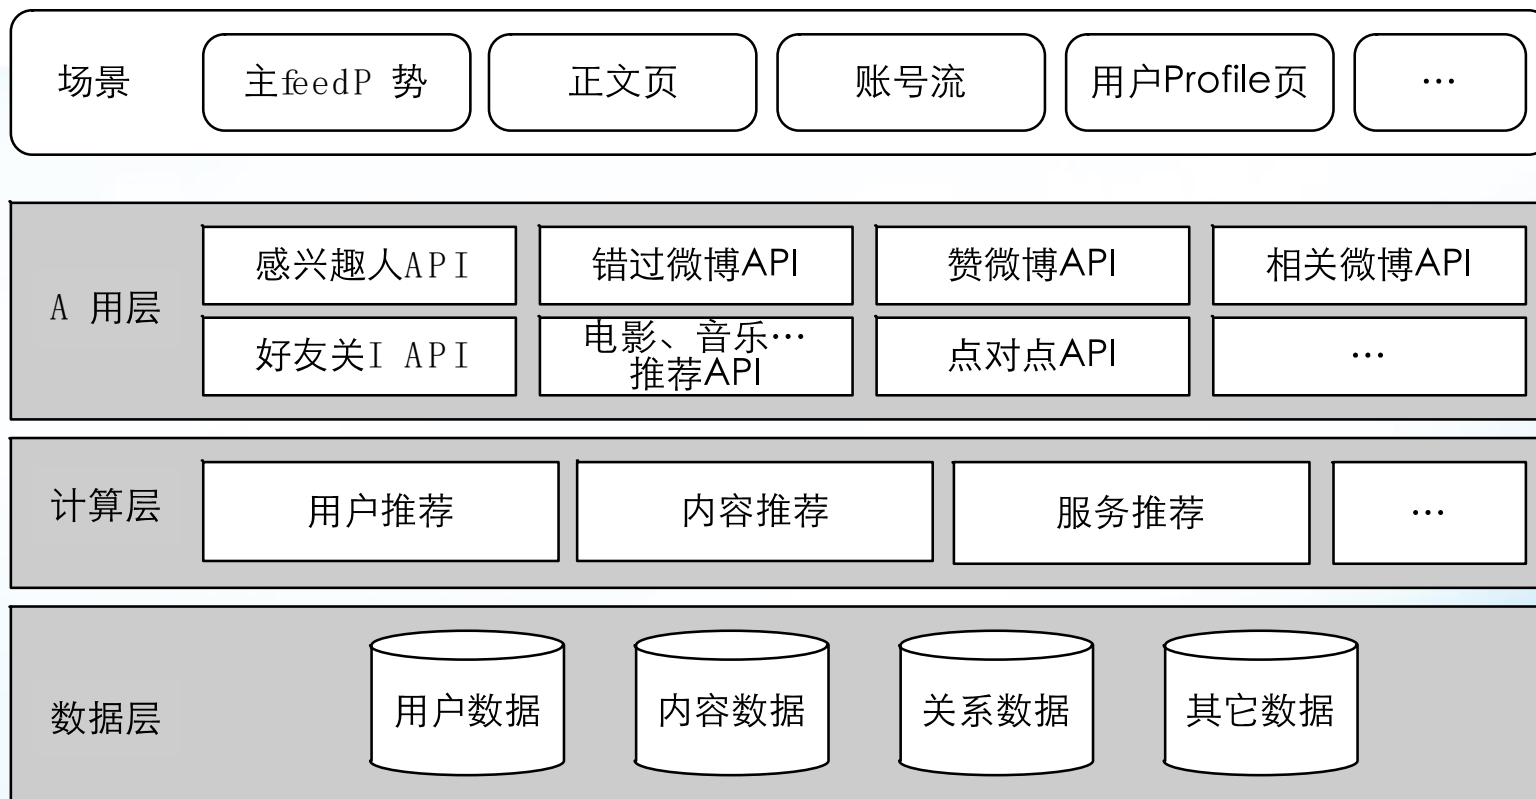 场景
主feedP 势
正文页
账号流
用户Profile页
…
A 用层
感兴趣人API
错过微博API
赞微博API
相关微博API
好友关I API
电影、音乐…
推荐API
点对点API
…
计算层
用户推荐
内容推荐
服务推荐
…
数据层
用户数据
内容数据
关系数据
其它数据